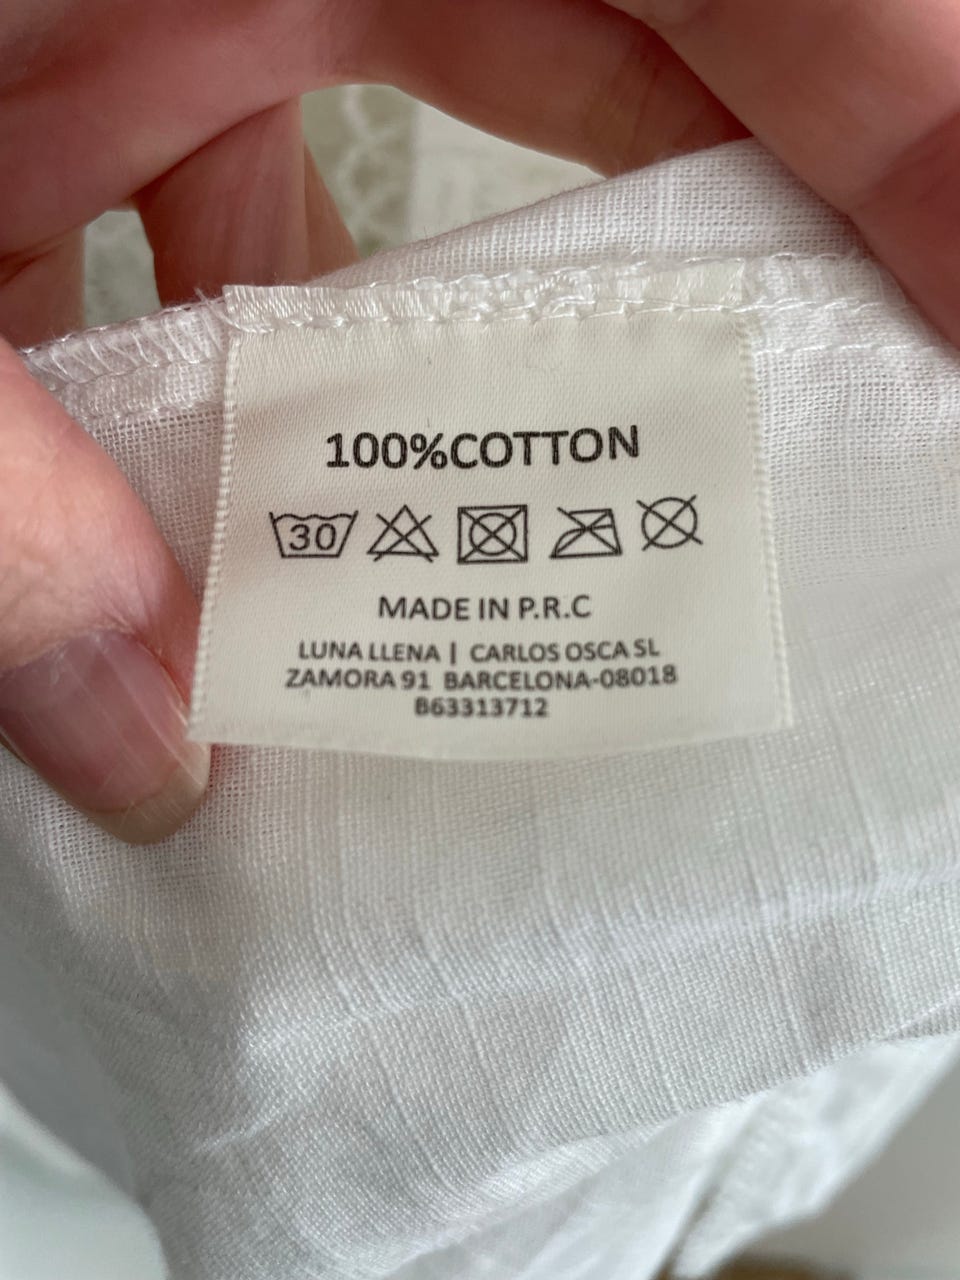 100%COTTON
30
MADE IN P.R.C
LUNA LLENA | CARLOS OSCA SL
ZAMORA 91 BARCELONA-08018
B63313712